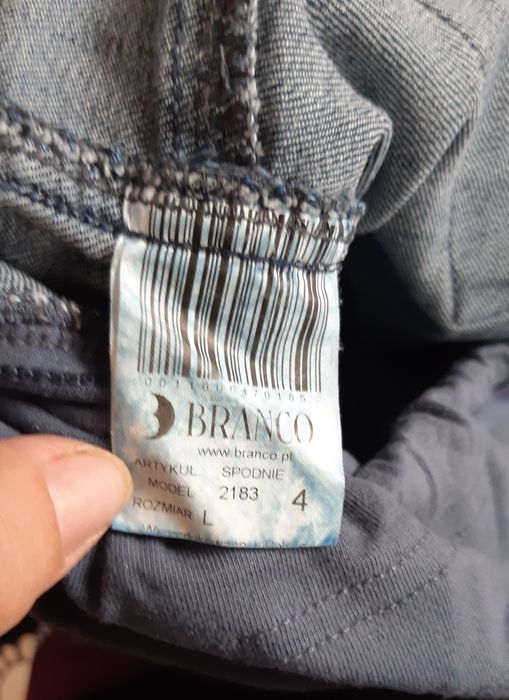 BRANCO
www.branco.pl
ARTYKUŁ SPODNIE
MODEL 2183 4
ROZMIAR L